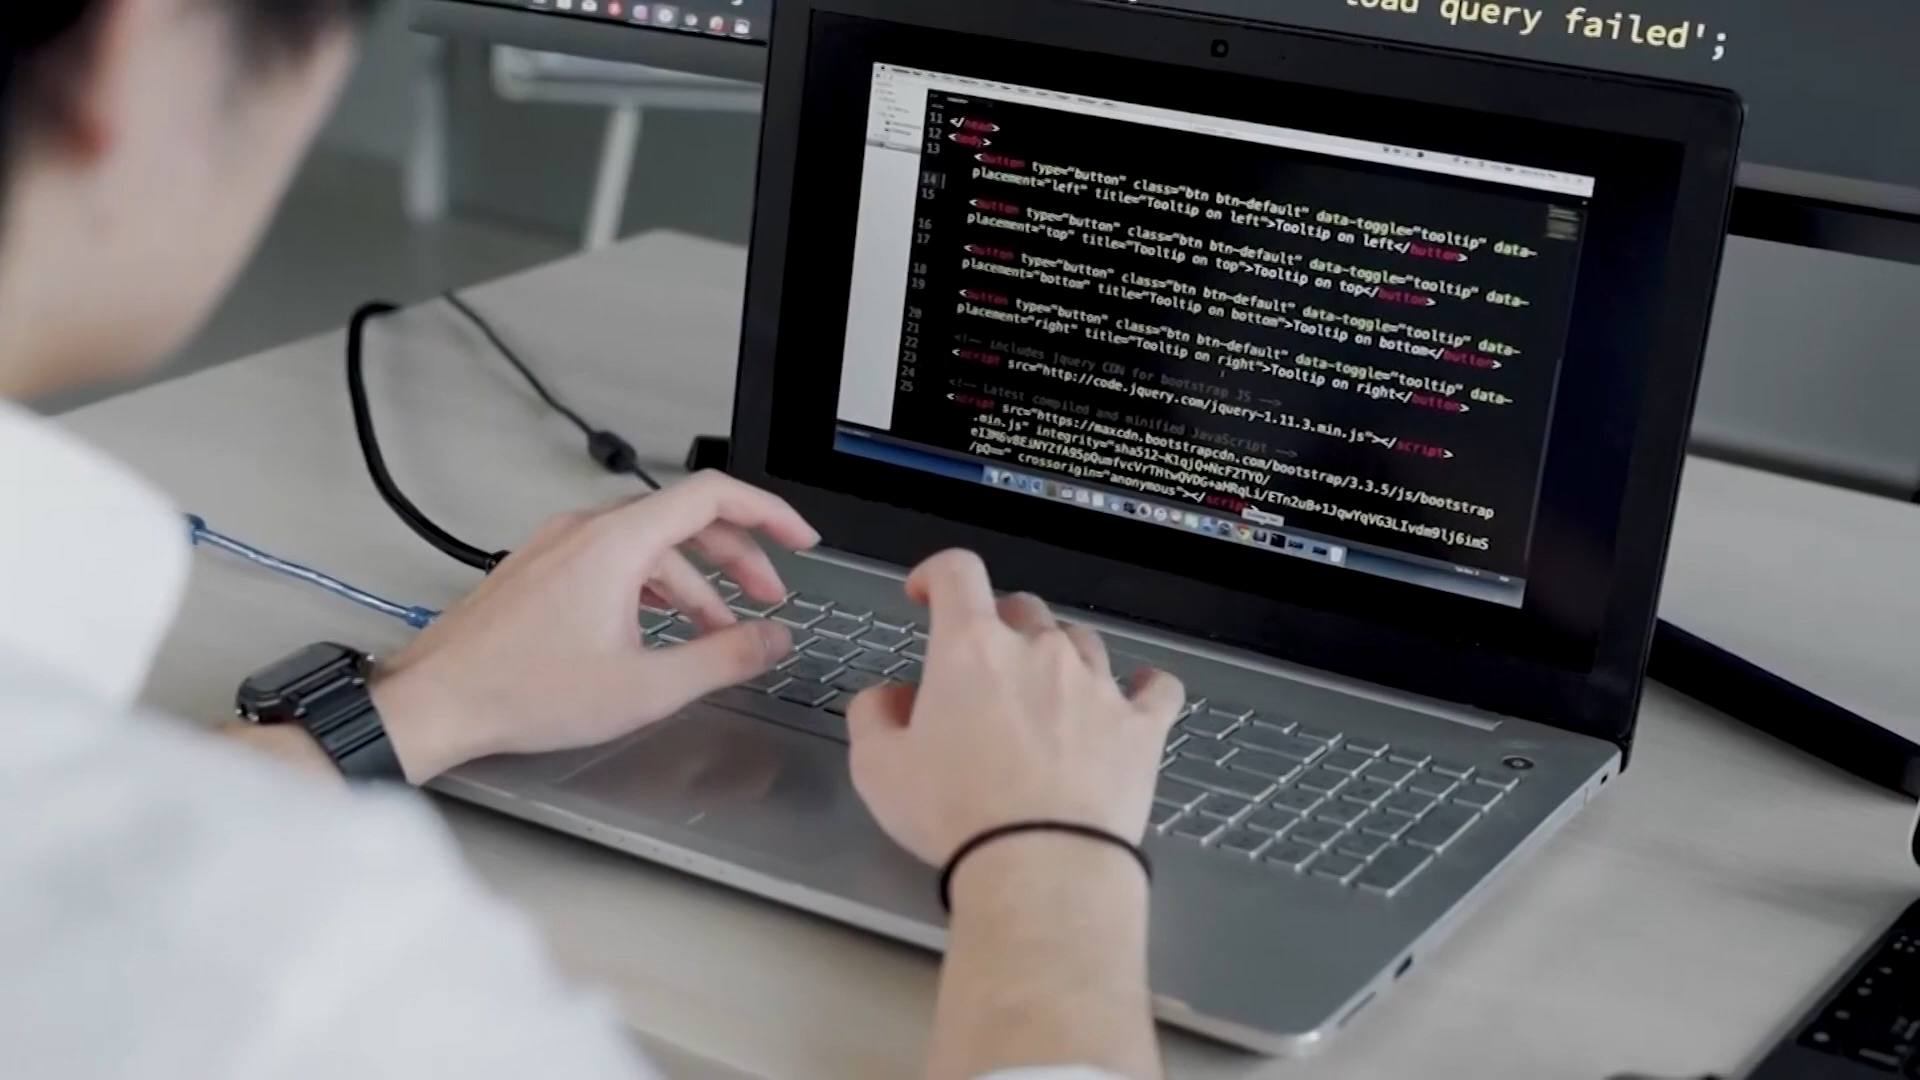 load query failed';
11 </head>
12 <body>
13
<button type="button" class="btn btn-default" data-toggle="tooltip" data-
14 placement="left" title="Tooltip on left">Tooltip on left</button>
15
<button type="button" class="btn btn-default" data-toggle="tooltip" data-
16 placement="top" title="Tooltip on top">Tooltip on top</button>
17
<button type="button" class="btn btn-default" data-toggle="tooltip" data-
18 placement="bottom" title="Tooltip on bottom">Tooltip on bottom</button>
19
<button type="button" class="btn btn-default" data-toggle="tooltip" data-
20 placement="right" title="Tooltip on right">Tooltip on right</button>
21
22 <!-- includes jquery CDN for bootstrap JS -->
23 <script src="http://code.jquery.com/jquery-1.11.3.min.js"></script>
24 <!-- Latest compiled and minified JavaScript -->
25 <script src="https://maxcdn.bootstrapcdn.com/bootstrap/3.3.5/js/bootstrap
.min.js" integrity="sha512-K1qjQ+NcF2TYO/
eI3M6v8EiNYZfA95pQumfvcVrTHtwQVDG+aHRqLi/ETn2uB+1JqwYqVG3LIvdm9lj6imS
/pQ==" crossorigin="anonymous"></script>